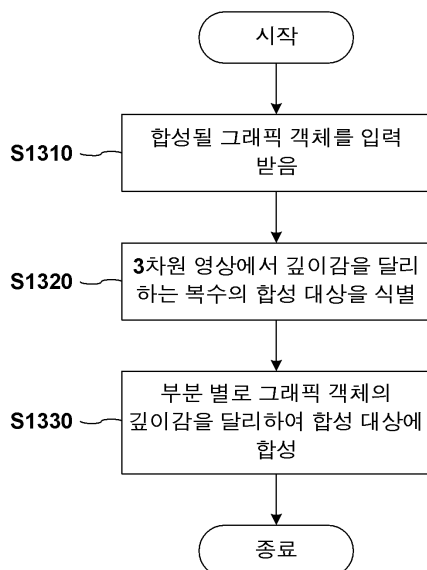 시작
합성될 그래픽 객체를 입력
받음
S1310
3차원 영상에서 깊이감을 달리
하는 복수의 합성 대상을 식별
S1320
부분 별로 그래픽 객체의
깊이감을 달리하여 합성 대상에
합성
S1330
종료